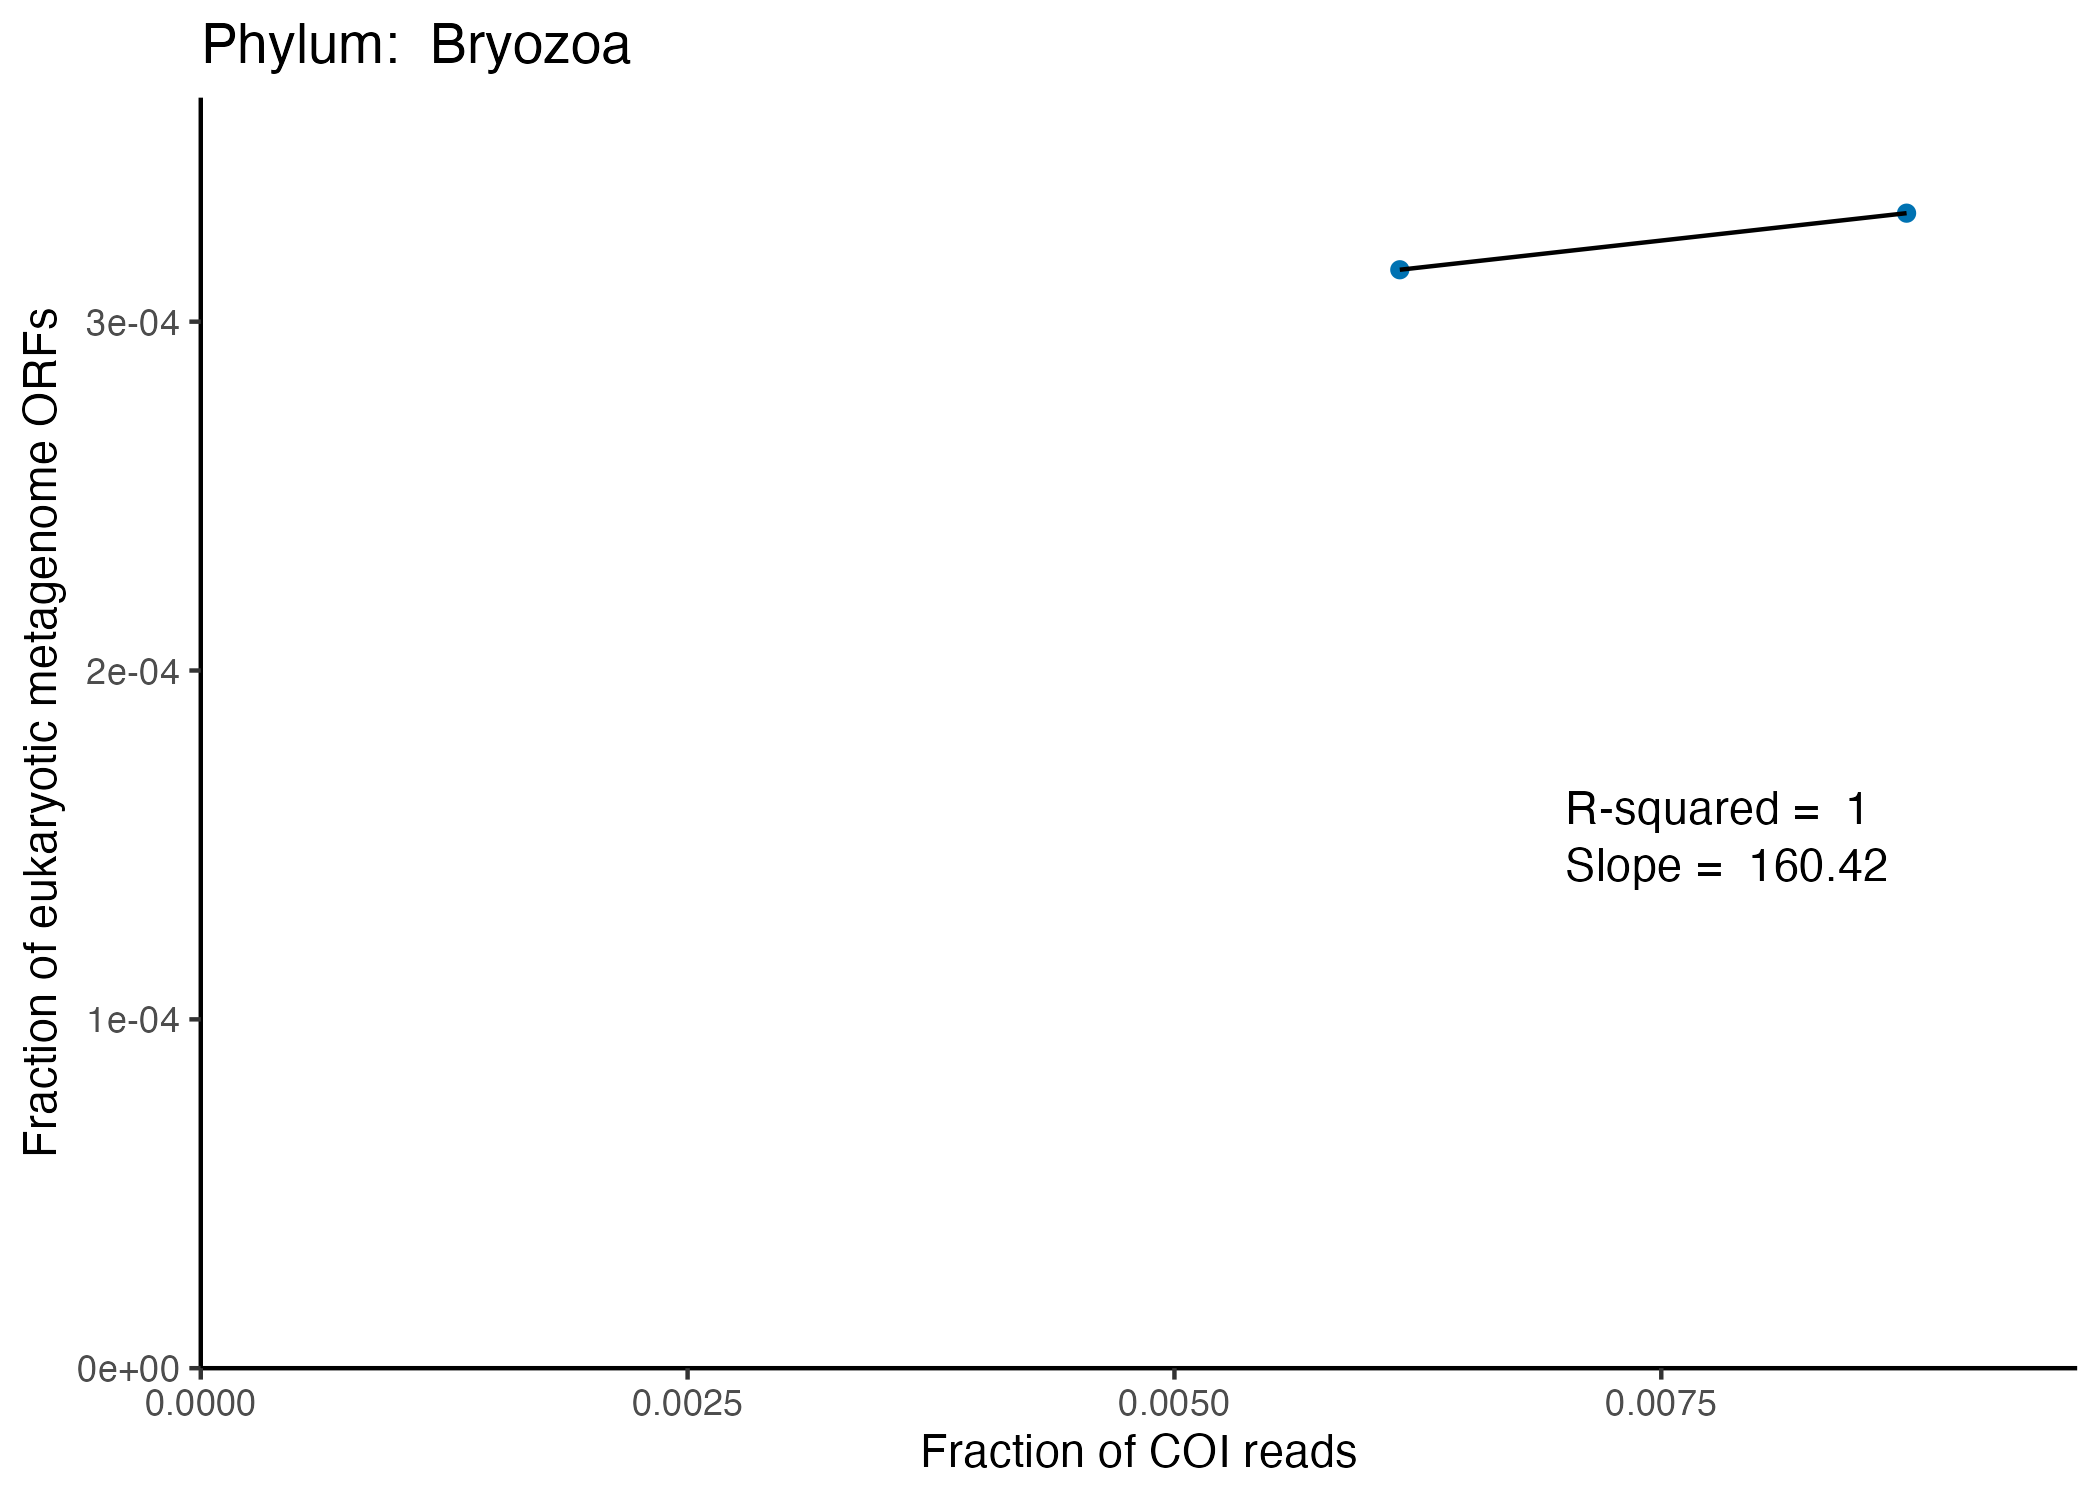 Phylum:  Bryozoa
Fraction of eukaryotic metagenome ORFs
3e-04
2e-04
1e-04
0e+00
R-squared =  1
Slope =  160.42
0.0000
0.0025
0.0050
0.0075
Fraction of COI reads